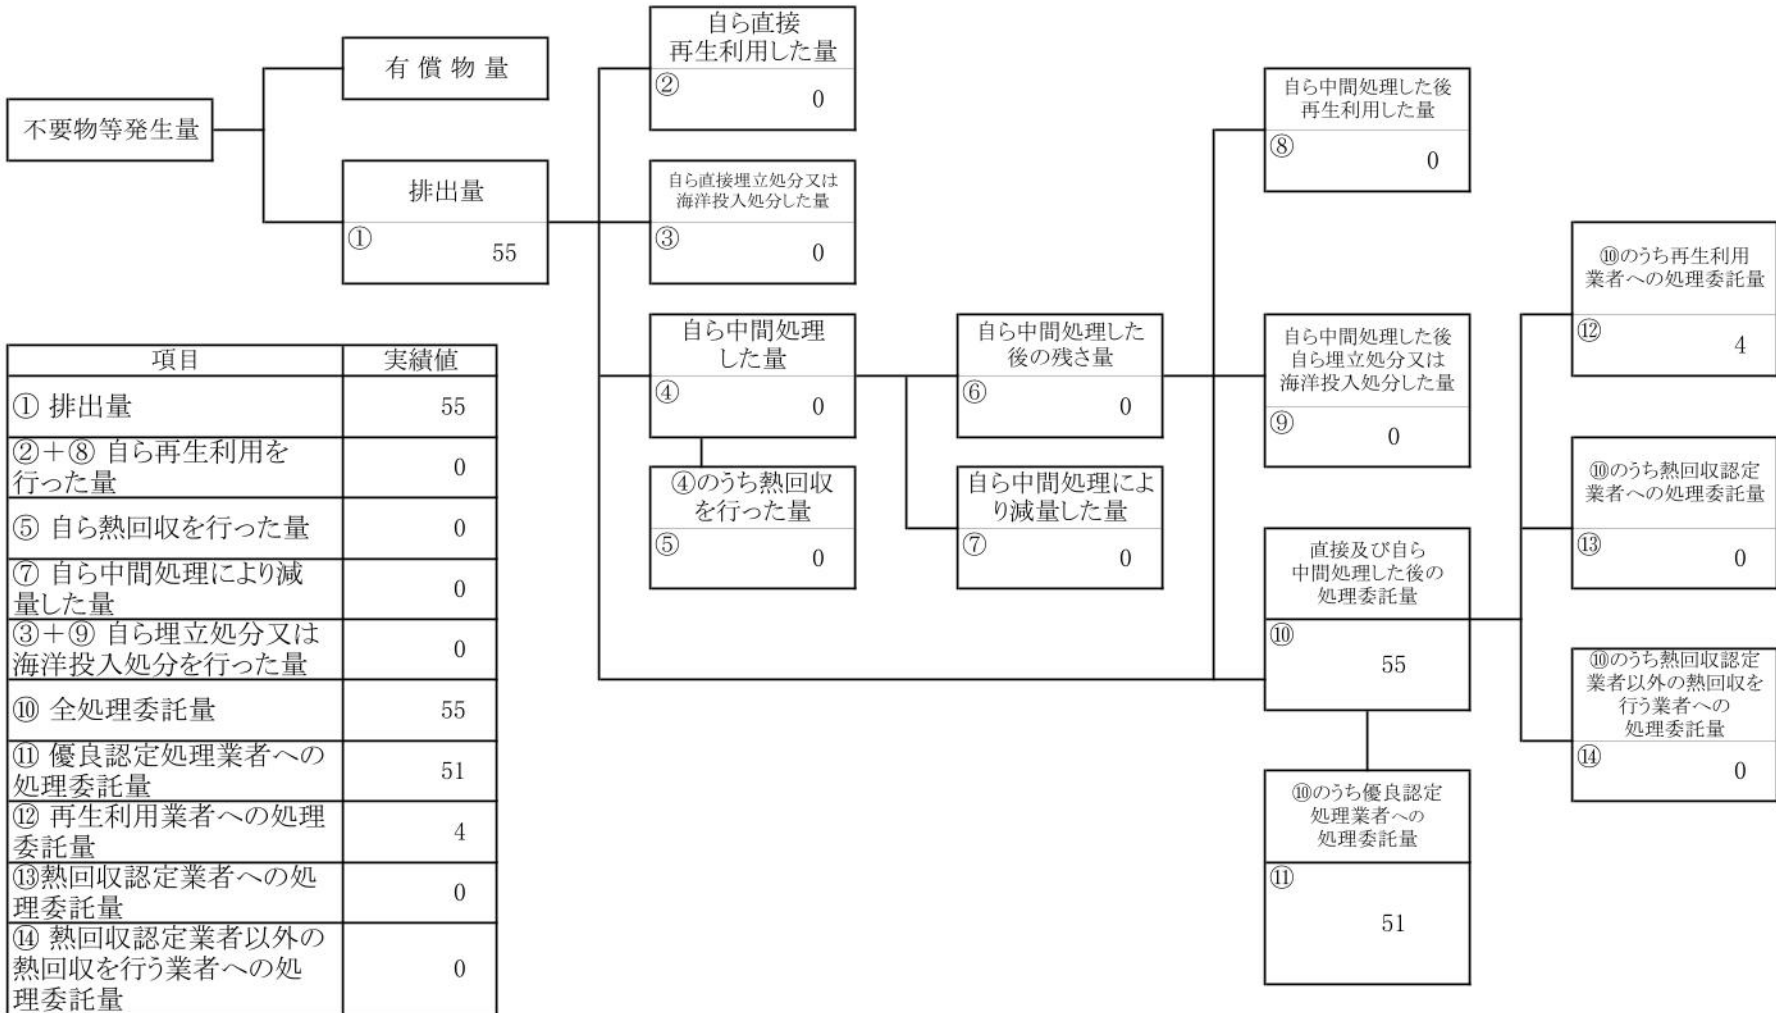 自ら直接
再生利用した量
②
0
有 償 物 量
不要物等発生量
自ら中間処理した後
再生利用した量
⑧
0
排出量
①
55
自ら直接埋立処分又は
海洋投入処分した量
③
0
⑩のうち再生利用
業者への処理委託量
⑫
4
自ら中間処理
した量
④
0
自ら中間処理した
後の残さ量
⑥
0
自ら中間処理した後
自ら埋立処分又は
海洋投入処分した量
⑨
0
④のうち熱回収
を行った量
⑤
0
自ら中間処理によ
り減量した量
⑦
0
⑩のうち熱回収認定
業者への処理委託量
⑬
0
直接及び自ら
中間処理した後の
処理委託量
⑩
55
⑩のうち熱回収認定
業者以外の熱回収を
行う業者への
処理委託量
⑭
0
⑩のうち優良認定
処理業者への
処理委託量
⑪
51
項目 実績値
① 排出量 55
②+⑧ 自ら再生利用を
行った量 0
⑤ 自ら熱回収を行った量 0
⑦ 自ら中間処理により減
量した量 0
③+⑨ 自ら埋立処分又は
海洋投入処分を行った量 0
⑩ 全処理委託量 55
⑪ 優良認定処理業者への
処理委託量 51
⑫ 再生利用業者への処理
委託量 4
⑬熱回収認定業者への処
理委託量 0
⑭ 熱回収認定業者以外の
熱回収を行う業者への処
理委託量 0